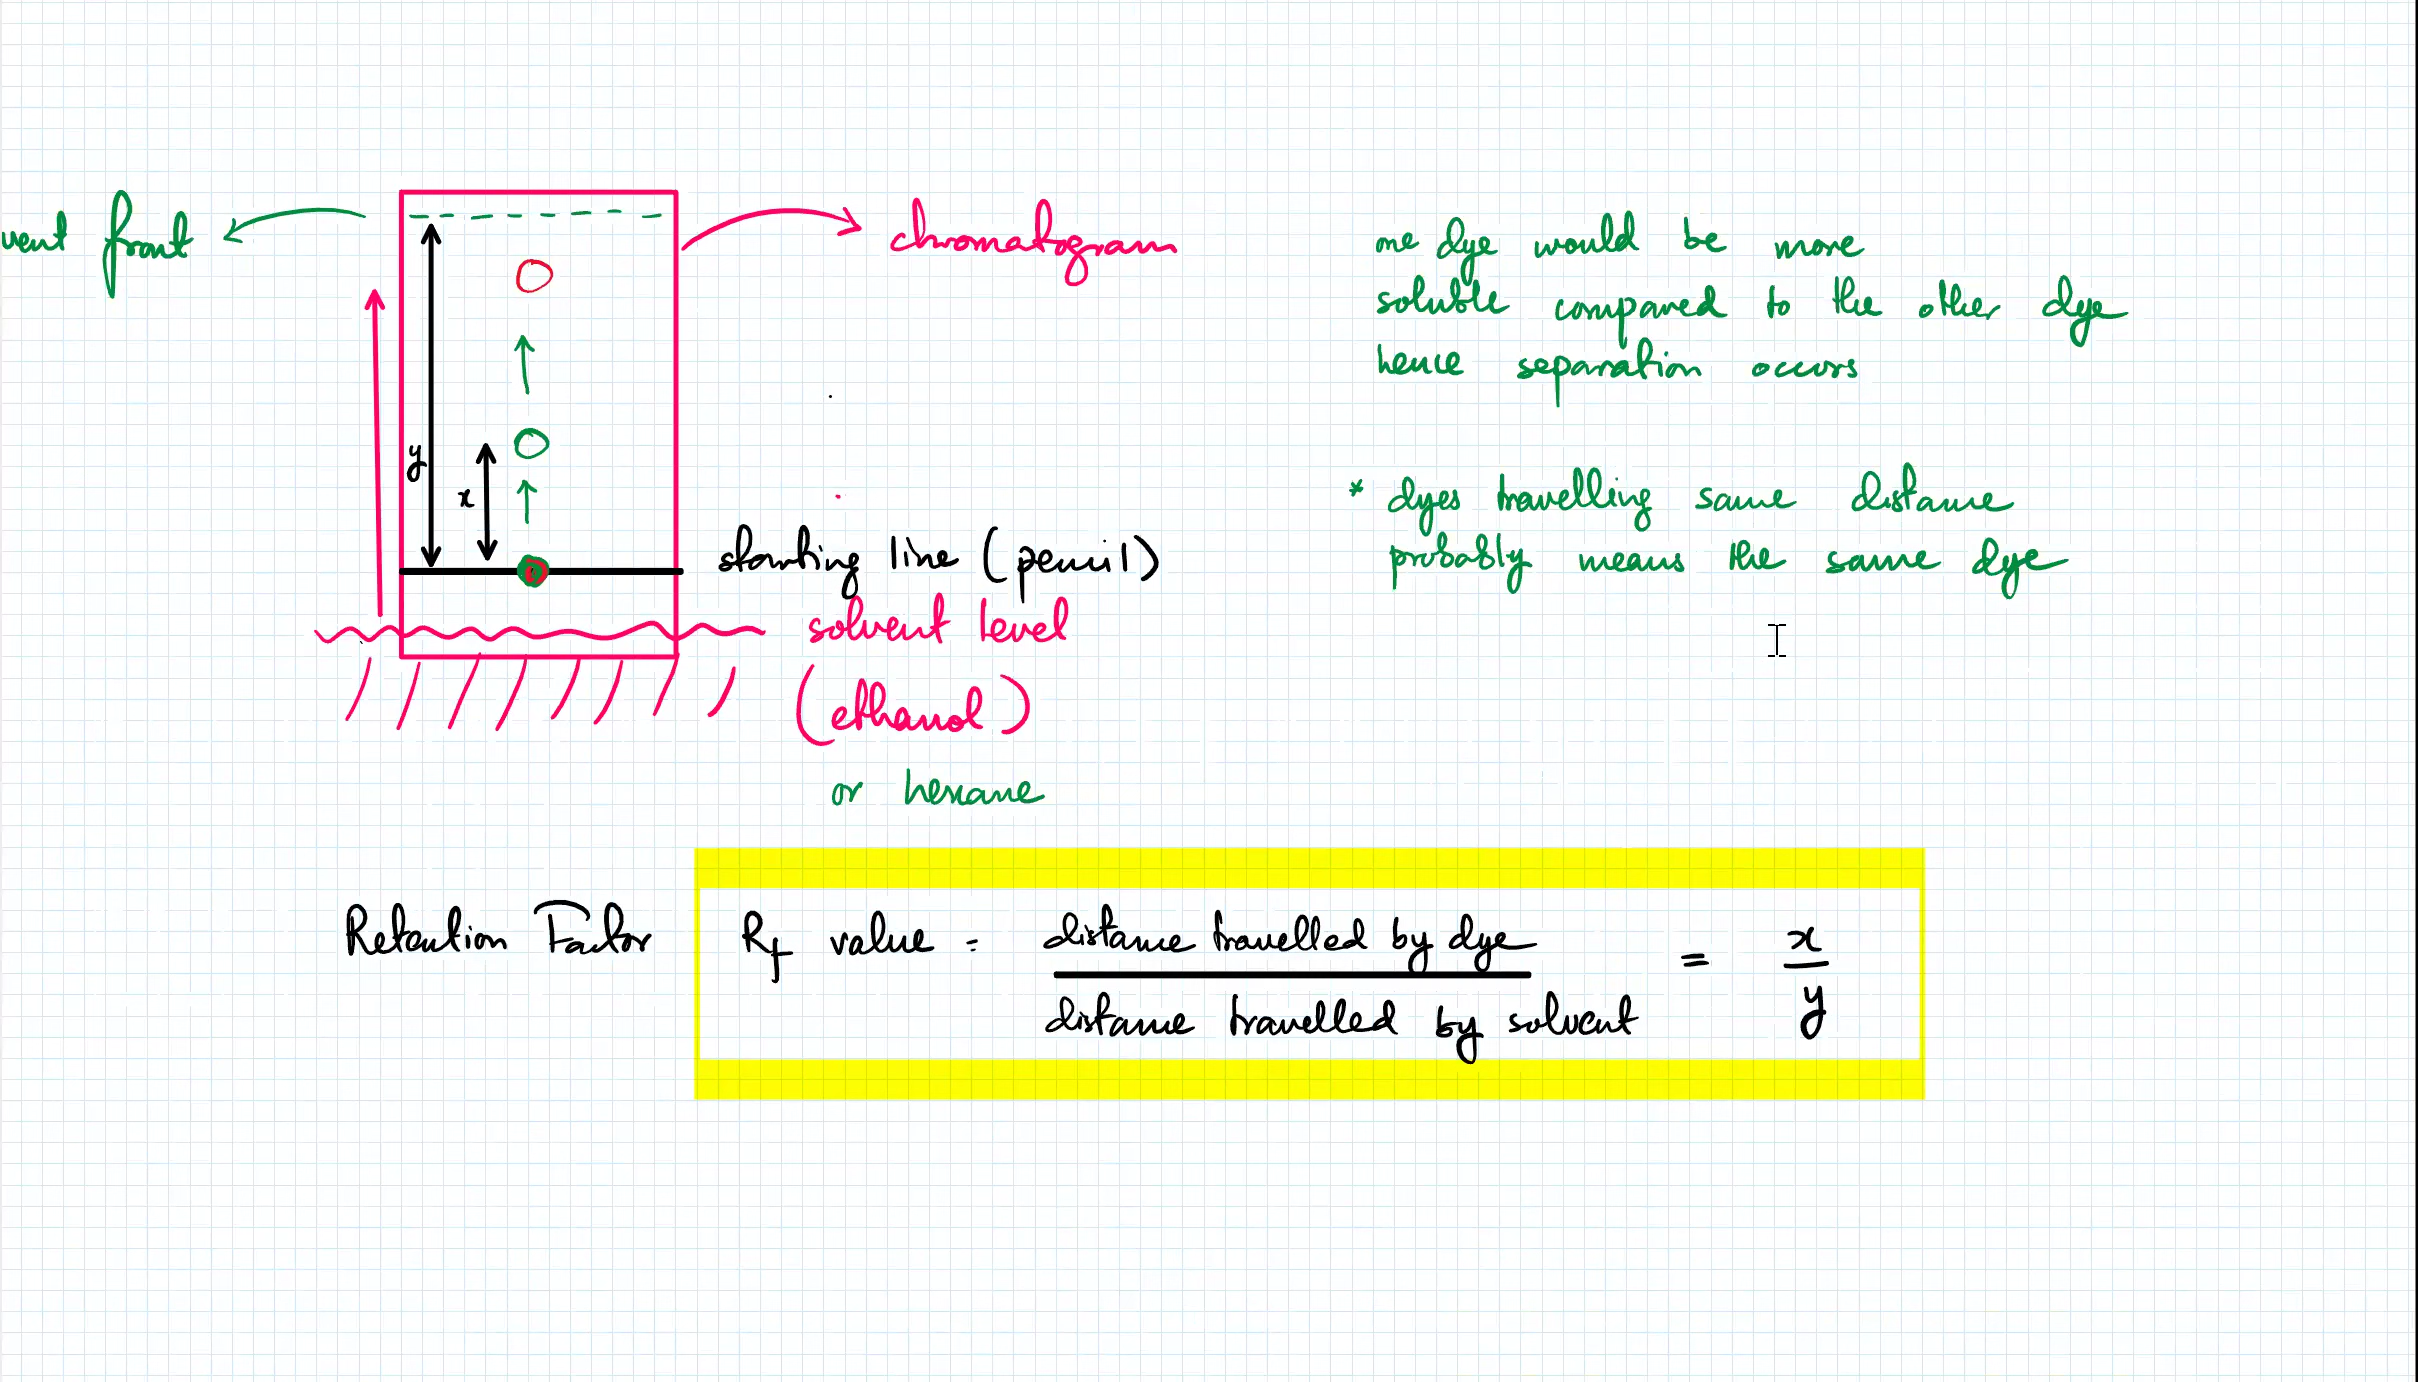 vent front
chromatogram
one dye would be more
soluble compared to the other dye
hence separation occurs
y
x
* dyes travelling same distance
probably means the same dye
starting line (pencil)
solvent level
(ethanol)
or hexane
Retention Factor
Rf value = distance travelled by dye
distance travelled by solvent
= x
y